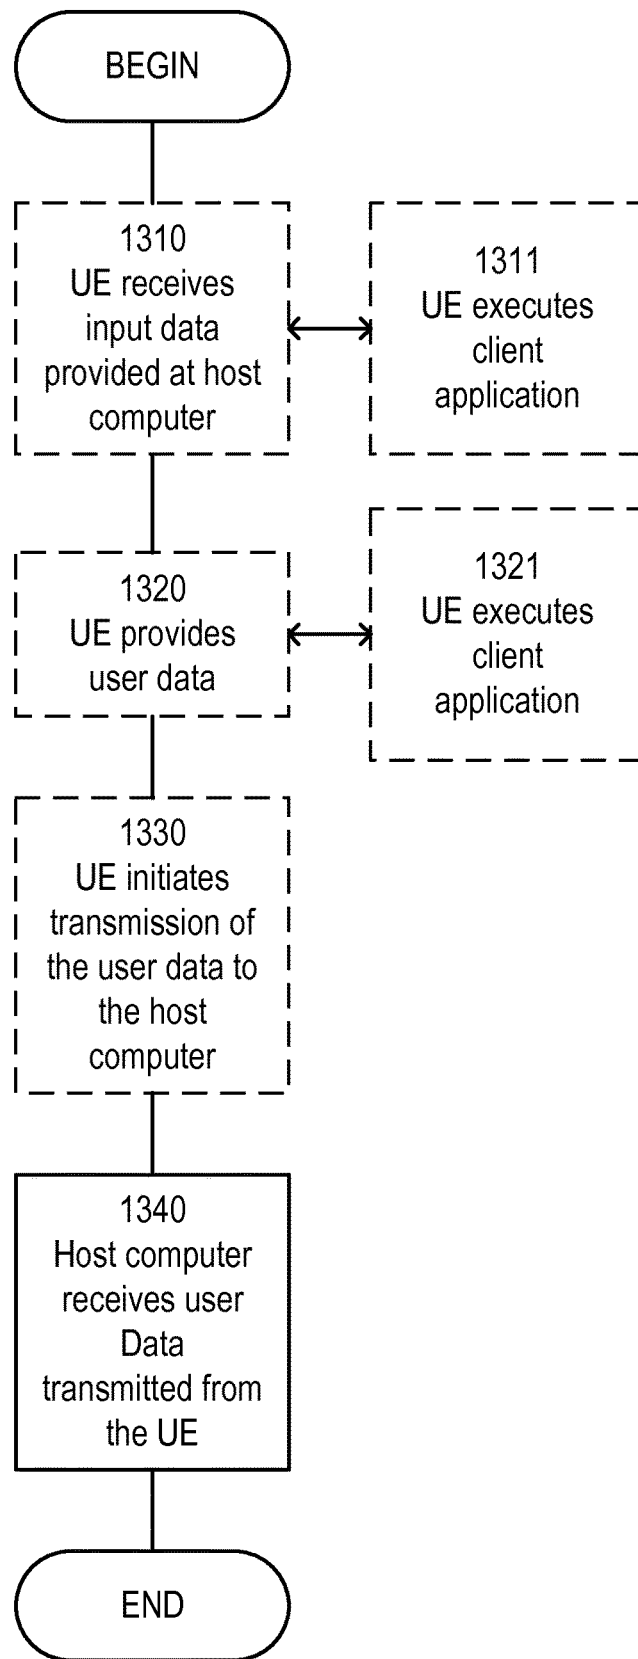 BEGIN
1310
UE receives
input data
provided at host
computer
1311
UE executes
client
application
1320
UE provides
user data
1321
UE executes
client
application
1330
UE initiates
transmission of
the user data to
the host
computer
1340
Host computer
receives user
Data
transmitted from
the UE
END